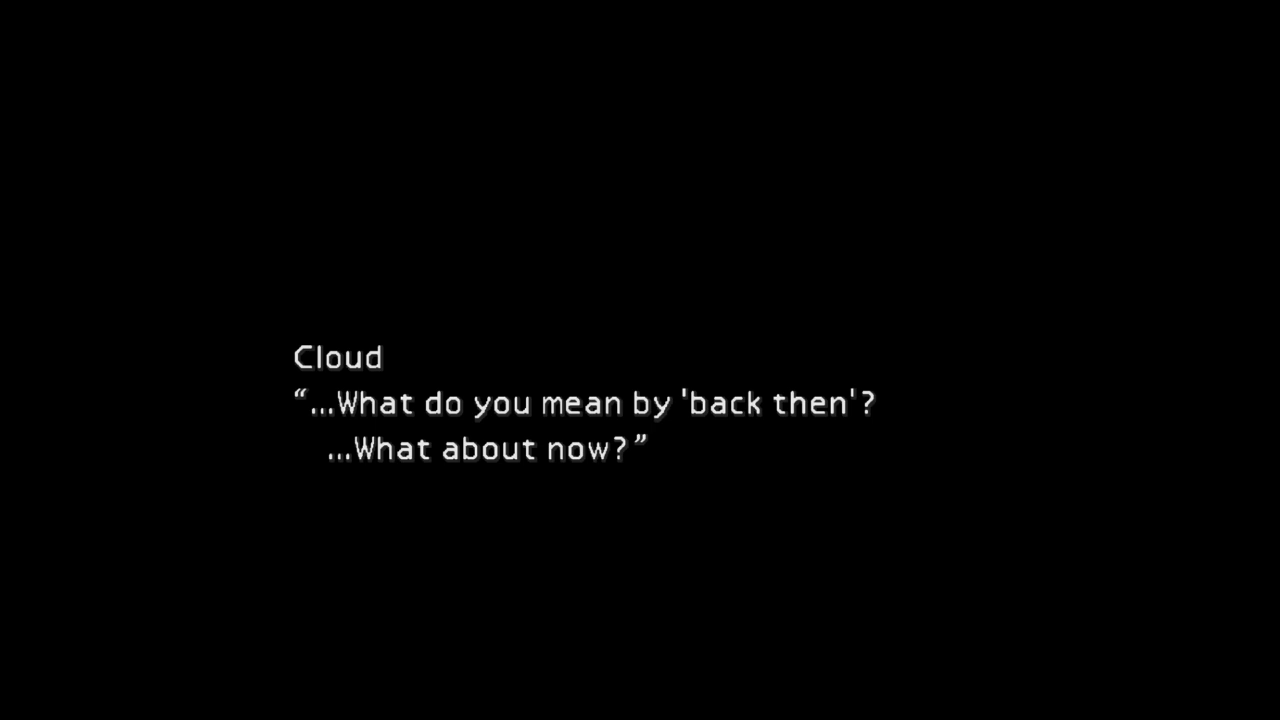 Cloud
“...What do you mean by 'back then'?
...What about now?”